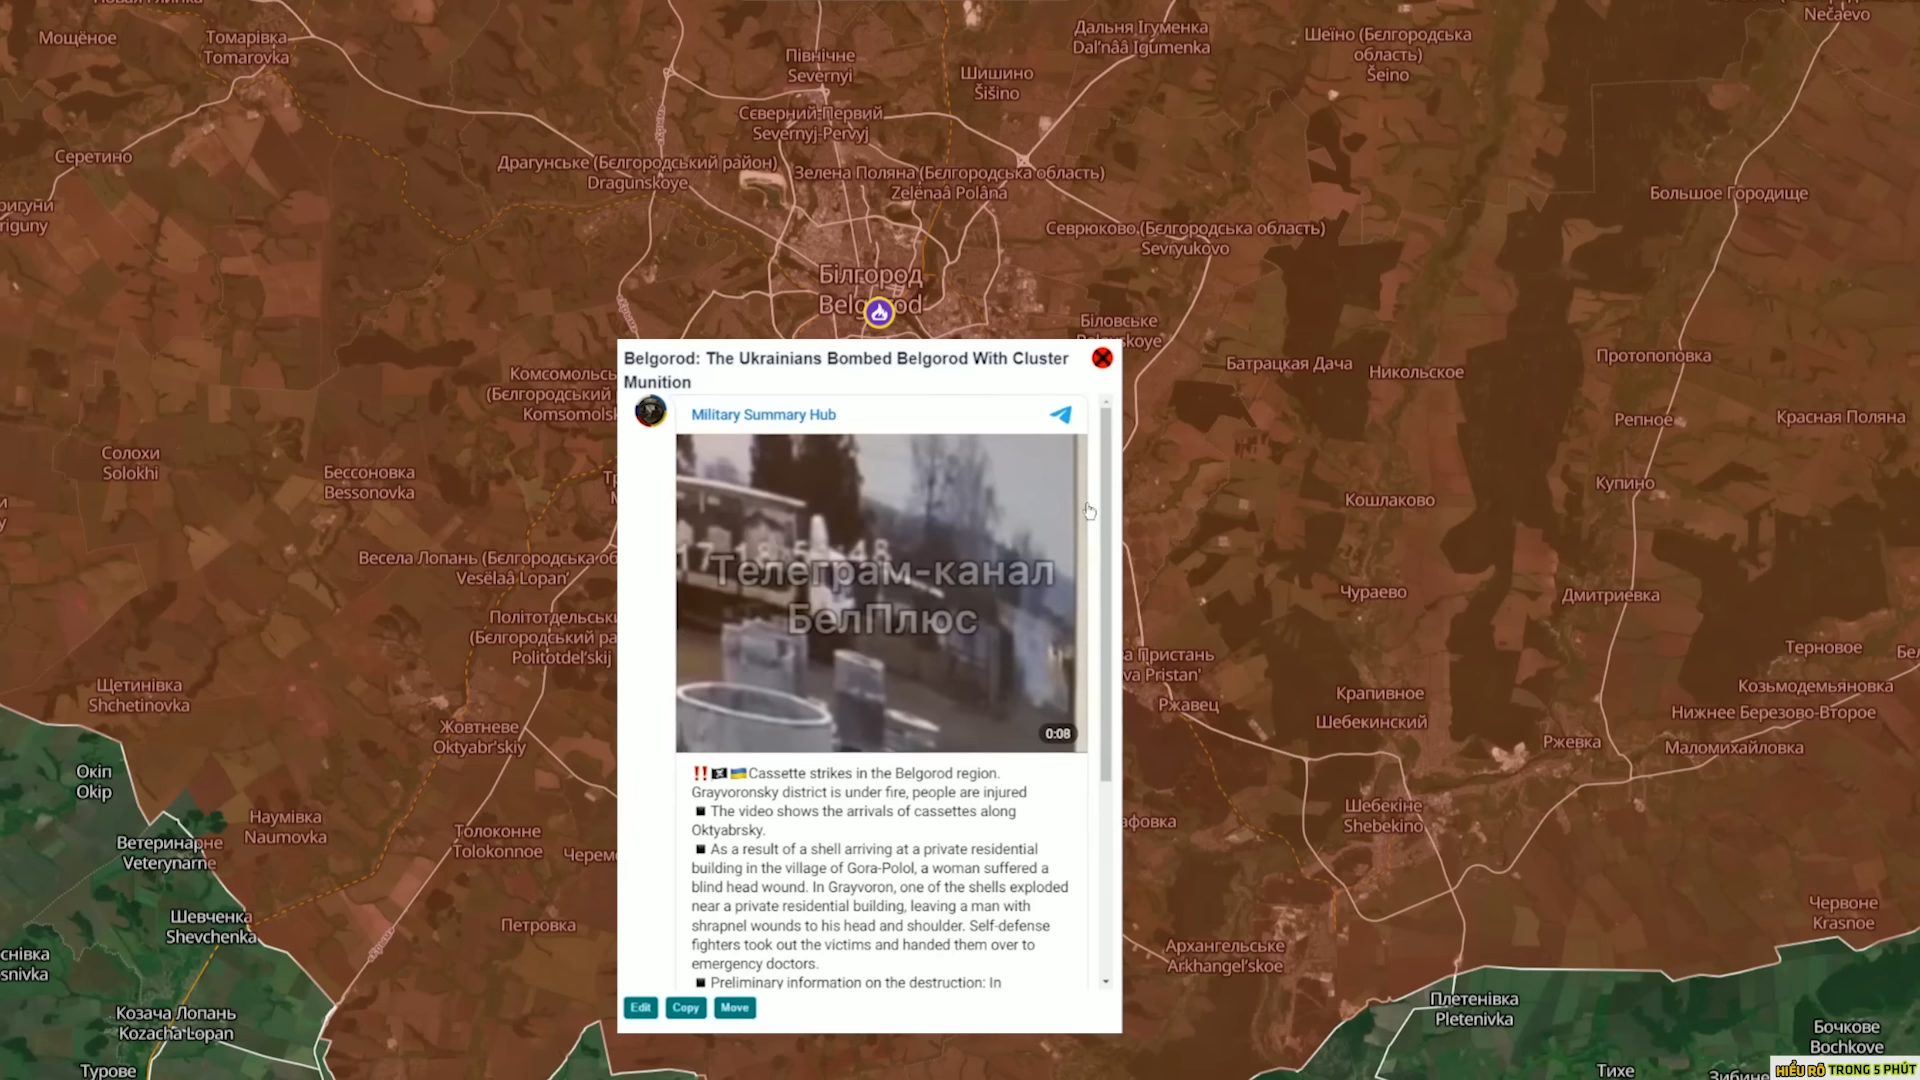 Мощёное
Томарівка
Tomarovka
Північне
Severnyi
Дальня Ігуменка
Dal'nââ Igumenka
Шеїно (Бєлгородська
область)
Šeino
Nečaevo
Шишино
Šišino
Сєверний-Первий
Severnyj-Pervyj
Серетино
Драгунське (Бєлгородський район)
Dragunskoye
Зелена Поляна (Бєлгородська область)
Zelënaâ Polâna
Большое Городище
Севрюково (Бєлгородська область)
Sevryukovo
Білгород
Belgorod
Біловське
Батрацкая Дача
Никольское
Протопоповка
Репное
Красная Поляна
Солохи
Solokhi
Бессоновка
Bessonovka
Кошлаково
Купино
Весела Лопань (Бєлгородська об
Vesëlaâ Lopan'
Чураево
Дмитриевка
Політотдельськи
(Бєлгородський ра
Politotdel'skij
Терновое
Щетинівка
Shchetinovka
Крапивное
Шебекинский
Козьмодемьяновка
Нижнее Березово-Второе
Ржавец
Жовтневе
Oktyabr'skiy
Ржевка
Маломихайловка
Окіп
Okip
Наумівка
Naumovka
Толоконне
Tolokonnoe
Ветеринарне
Veterynarne
Шебекіне
Shebekino
Шевченка
Shevchenka
Петровка
Червоне
Krasnoe
Архангельське
Arkhangel'skoe
Козача Лопань
Kozacha Lopan
Плетенівка
Pletenivka
Бочкове
Bochkove
Турове
Тихе
Belgorod: The Ukrainians Bombed Belgorod With Cluster
Munition
Military Summary Hub
Телеграм-канал
БелПлюс
0:08
Cassette strikes in the Belgorod region.
Grayvoronsky district is under fire, people are injured
The video shows the arrivals of cassettes along
Oktyabrsky.
As a result of a shell arriving at a private residential
building in the village of Gora-Polol, a woman suffered a
blind head wound. In Grayvoron, one of the shells exploded
near a private residential building, leaving a man with
shrapnel wounds to his head and shoulder. Self-defense
fighters took out the victims and handed them over to
emergency doctors.
Preliminary information on the destruction: In
Edit Copy Move
HIỂU RÕ TRONG 5 PHÚT